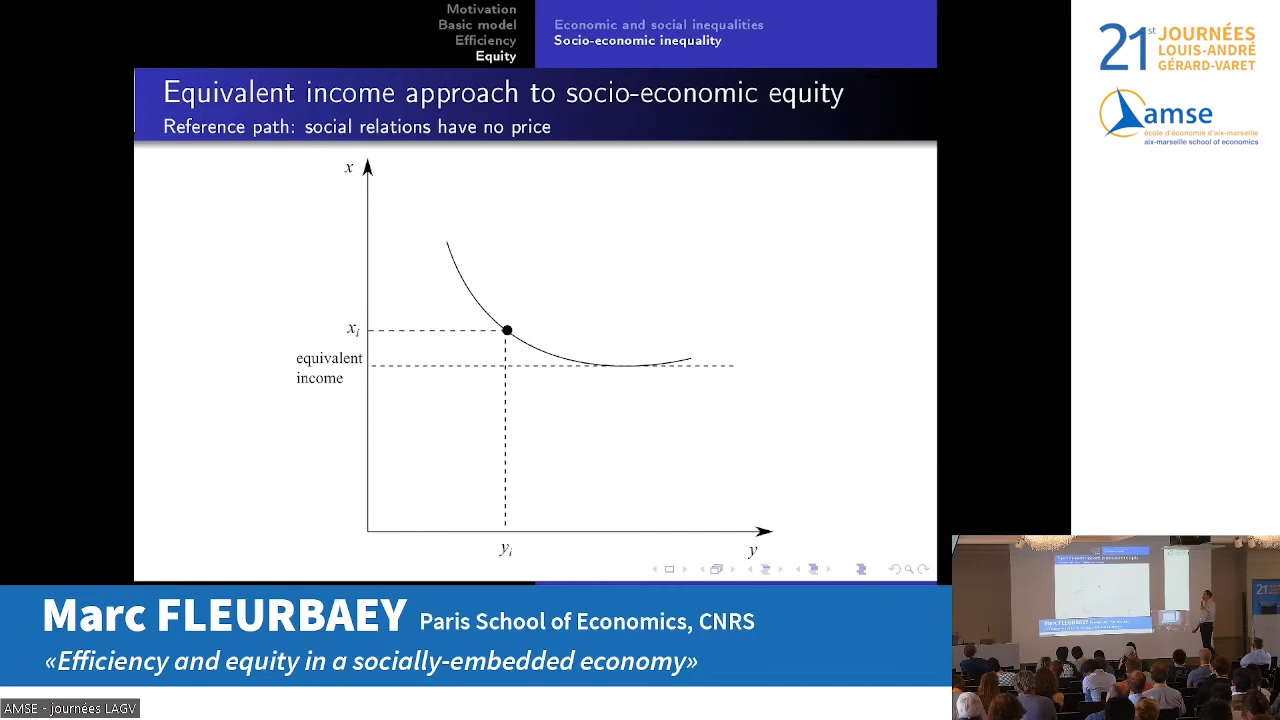 Motivation
Basic model
Efficiency
Equity
Economic and social inequalities
Socio-economic inequality
Equivalent income approach to socio-economic equity
Reference path: social relations have no price
x
xi
equivalent
income
yi
y
21st JOURNÉES
LOUIS-ANDRÉ
GÉRARD-VARET
amse
école d'économie d'aix-marseille
aix-marseille school of economics
Marc FLEURBAEY Paris School of Economics, CNRS
«Efficiency and equity in a socially-embedded economy»
AMSE - journées LAGV